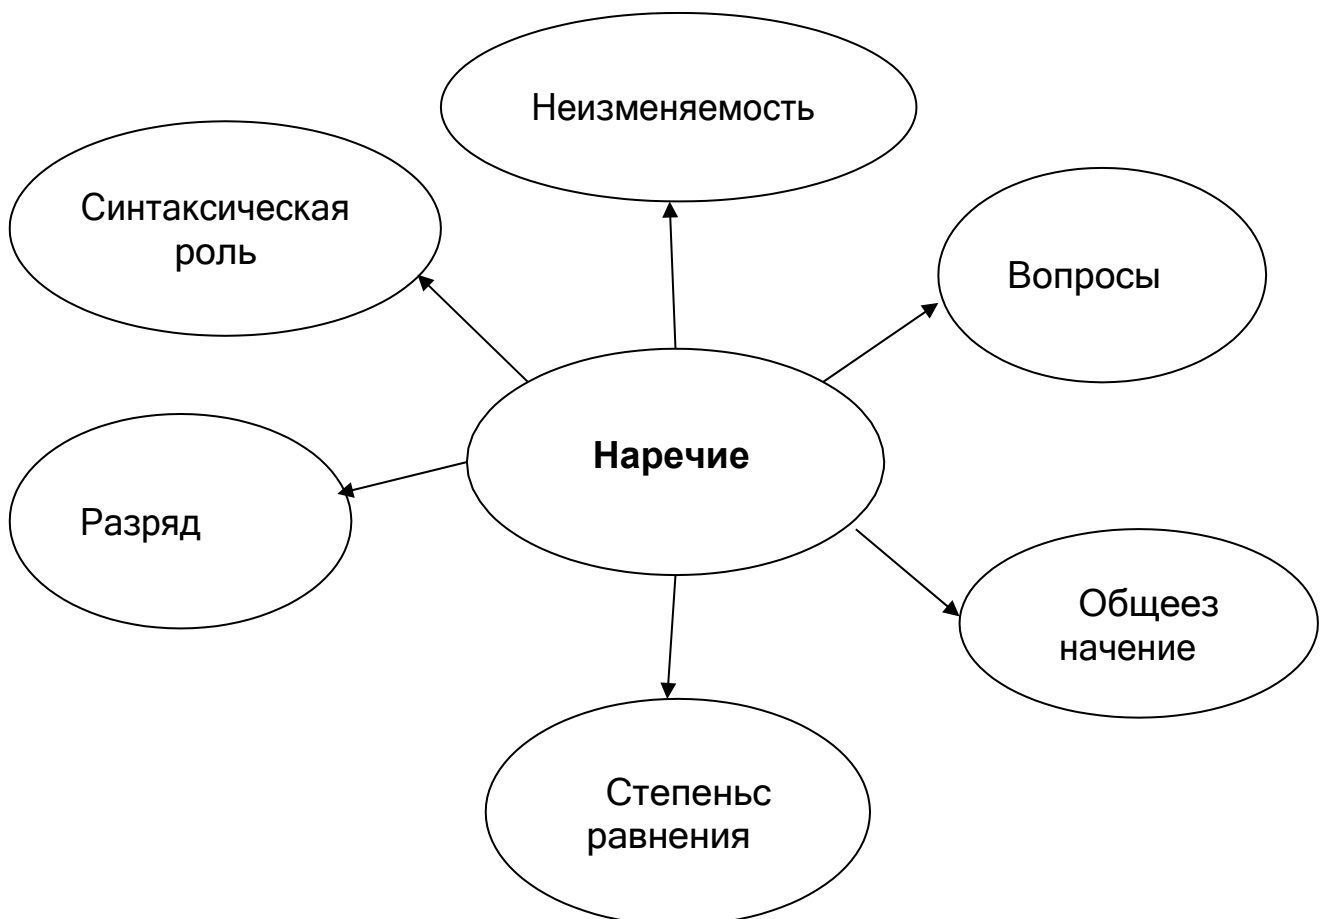 Неизменяемость
Синтаксическая
роль
Вопросы
Наречие
Разряд
Общеез
начение
Степеньс
равнения